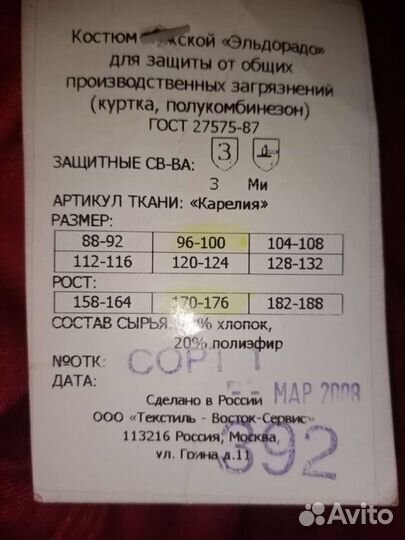 Костюм «Эльдорадо»
для защиты от общих
производственных загрязнений
(куртка, полукомбинезон)
ГОСТ 27575-87
ЗАЩИТНЫЕ СВ-ВА: З
З Ми
АРТИКУЛ ТКАНИ: «Карелия»
РАЗМЕР:
88-92 96-100 104-108
112-116 120-124 128-132
РОСТ:
158-164 170-176 182-188
СОСТАВ СЫРЬЯ: хлопок,
20% полиэфир
№ОТК: СОРТ 1
ДАТА: МАР 2008
Сделано в России
ООО «Текстиль - Восток-Сервис»
113216 Россия, Москва,
ул. Грина д.11
392
Avito